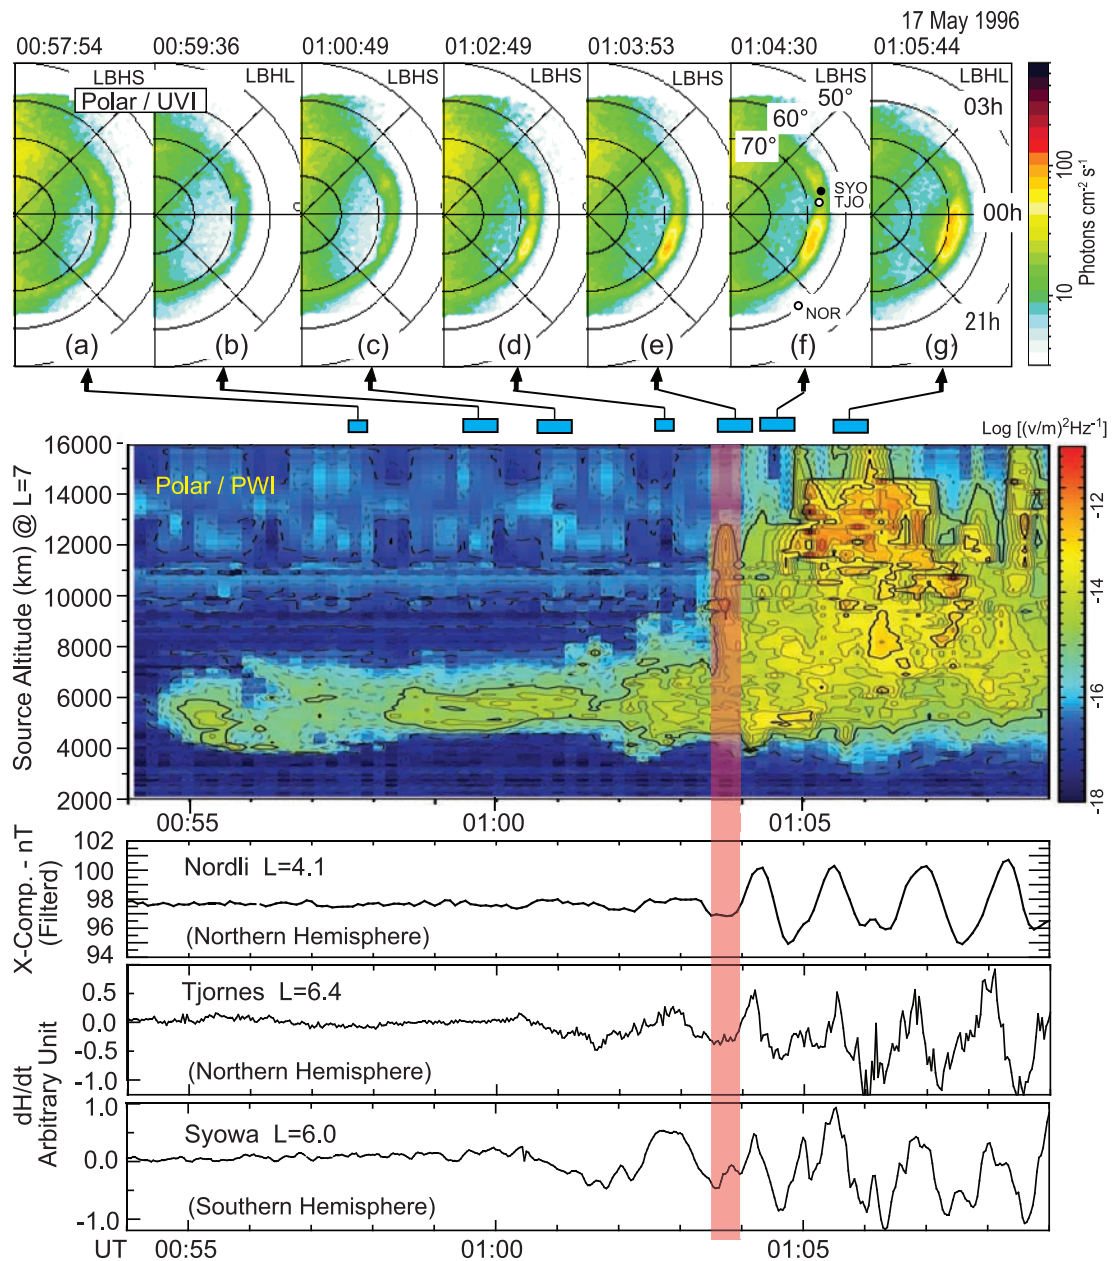 17 May 1996
00:57:54 00:59:36 01:00:49 01:02:49 01:03:53 01:04:30 01:05:44
LBHS LBHL LBHS LBHS LBHS LBHS LBHL
Polar / UVI
50° 03h
60°
70°
SYO
TJO
00h
NOR
21h
(a) (b) (c) (d) (e) (f) (g)
100
10
Photons cm-2 s-1
Log [(v/m)2Hz-1]
Polar / PWI
Source Altitude (km) @ L=7
16000
14000
12000
10000
8000
6000
4000
2000
-12
-14
-16
-18
00:55 01:00 01:05
X-Comp. - nT
(Filterd)
102
100
98
96
94
Nordli L=4.1
(Northern Hemisphere)
dH/dt
Arbitrary Unit
0.5
0.0
-0.5
-1.0
Tjornes L=6.4
(Northern Hemisphere)
1.0
0.0
-1.0
Syowa L=6.0
(Southern Hemisphere)
UT 00:55 01:00 01:05